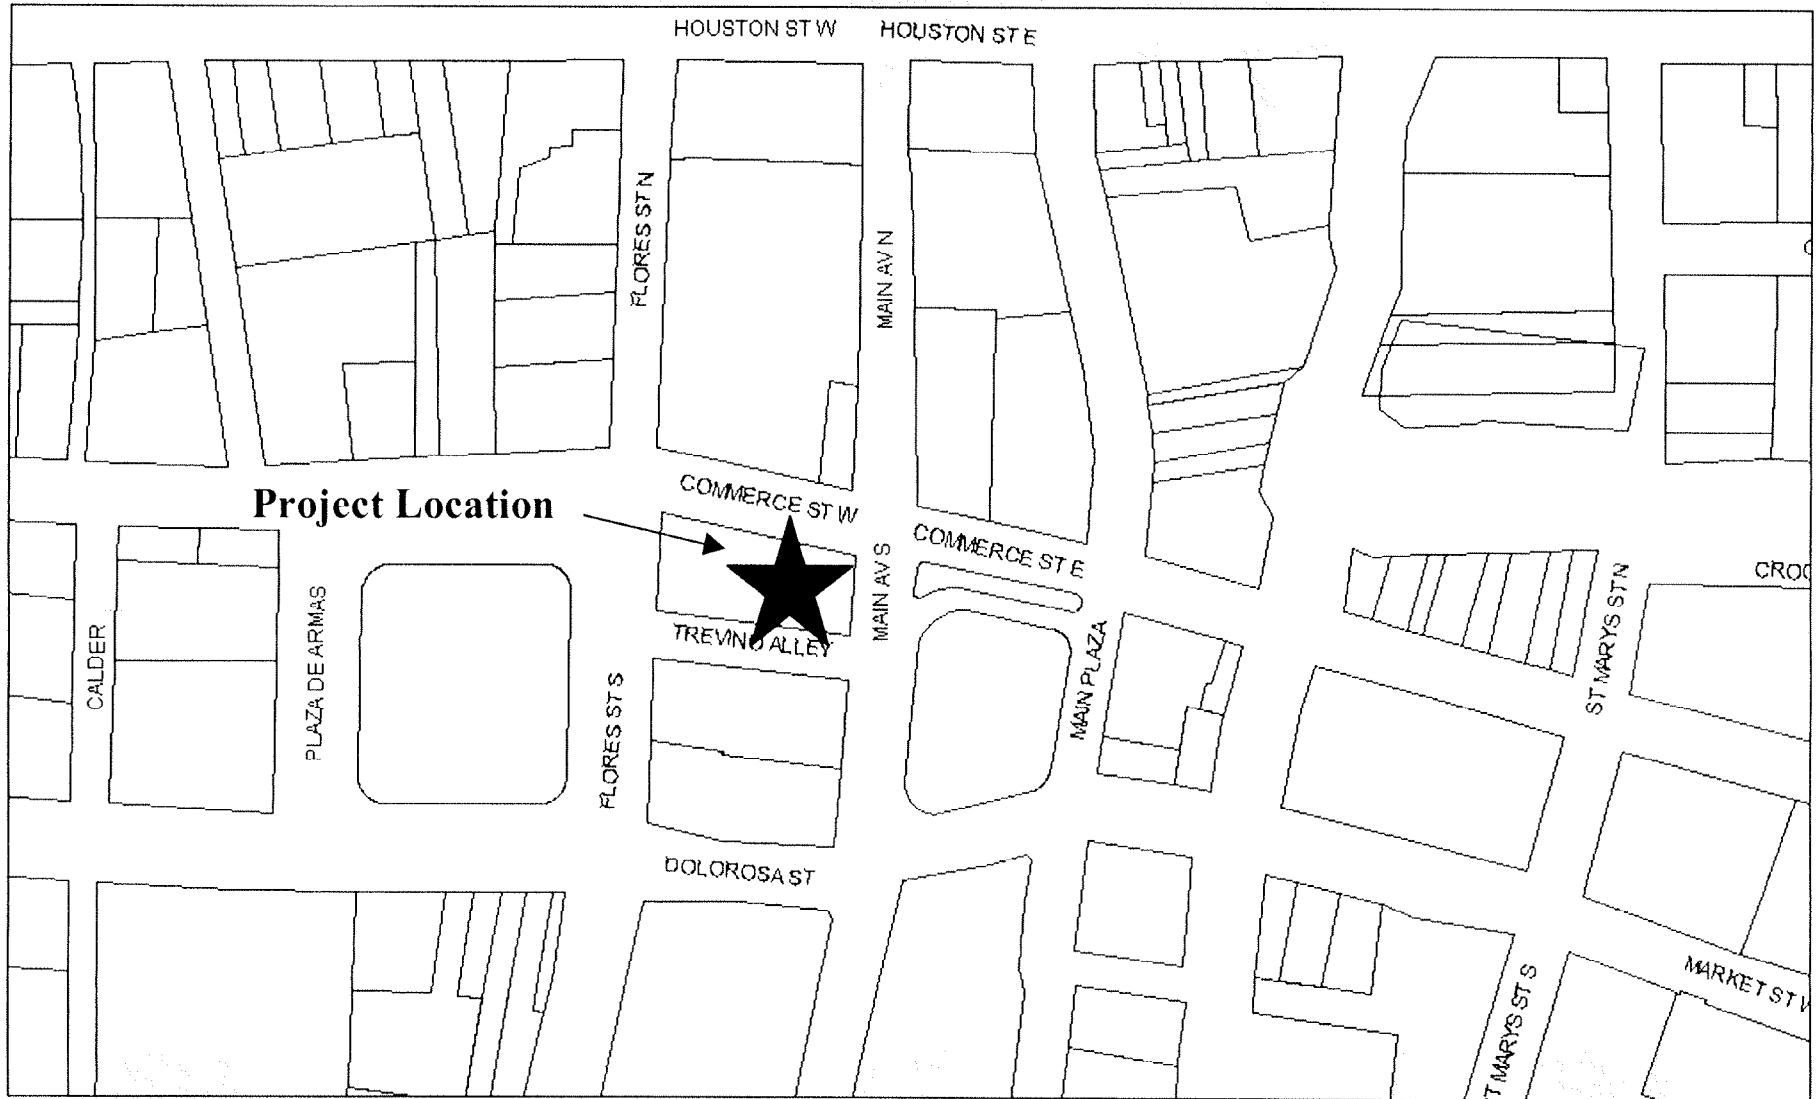 HOUSTON ST W
HOUSTON ST E
FLORES ST N
MAIN AV N
Project Location
COMMERCE ST W
COMMERCE ST E
MAIN AV S
CROC
ST MARYS ST N
CALDER
PLAZA DE ARMAS
TREVINO ALLEY
MAIN PLAZA
FLORES ST S
DOLOROSA ST
MARKET ST W
T MARYS ST S